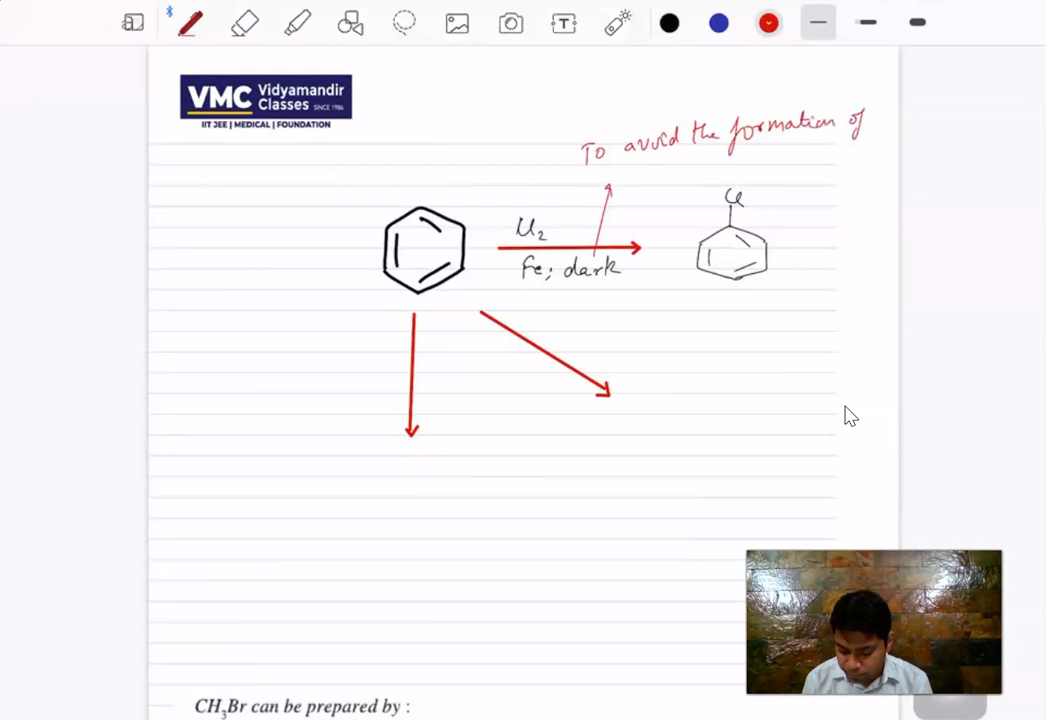 VMC Vidyamandir
Classes SINCE 1986
IIT JEE | MEDICAL | FOUNDATION
To avoid the formation of
Cl
Cl2
Fe; dark
CH3Br can be prepared by :